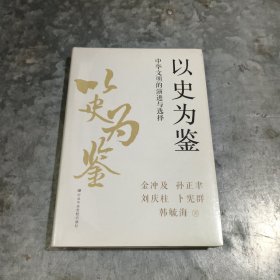 以史为鉴
中华文明的演进与选择
以史为鉴
金冲及 孙正聿
刘庆柱 卜宪群
韩毓海